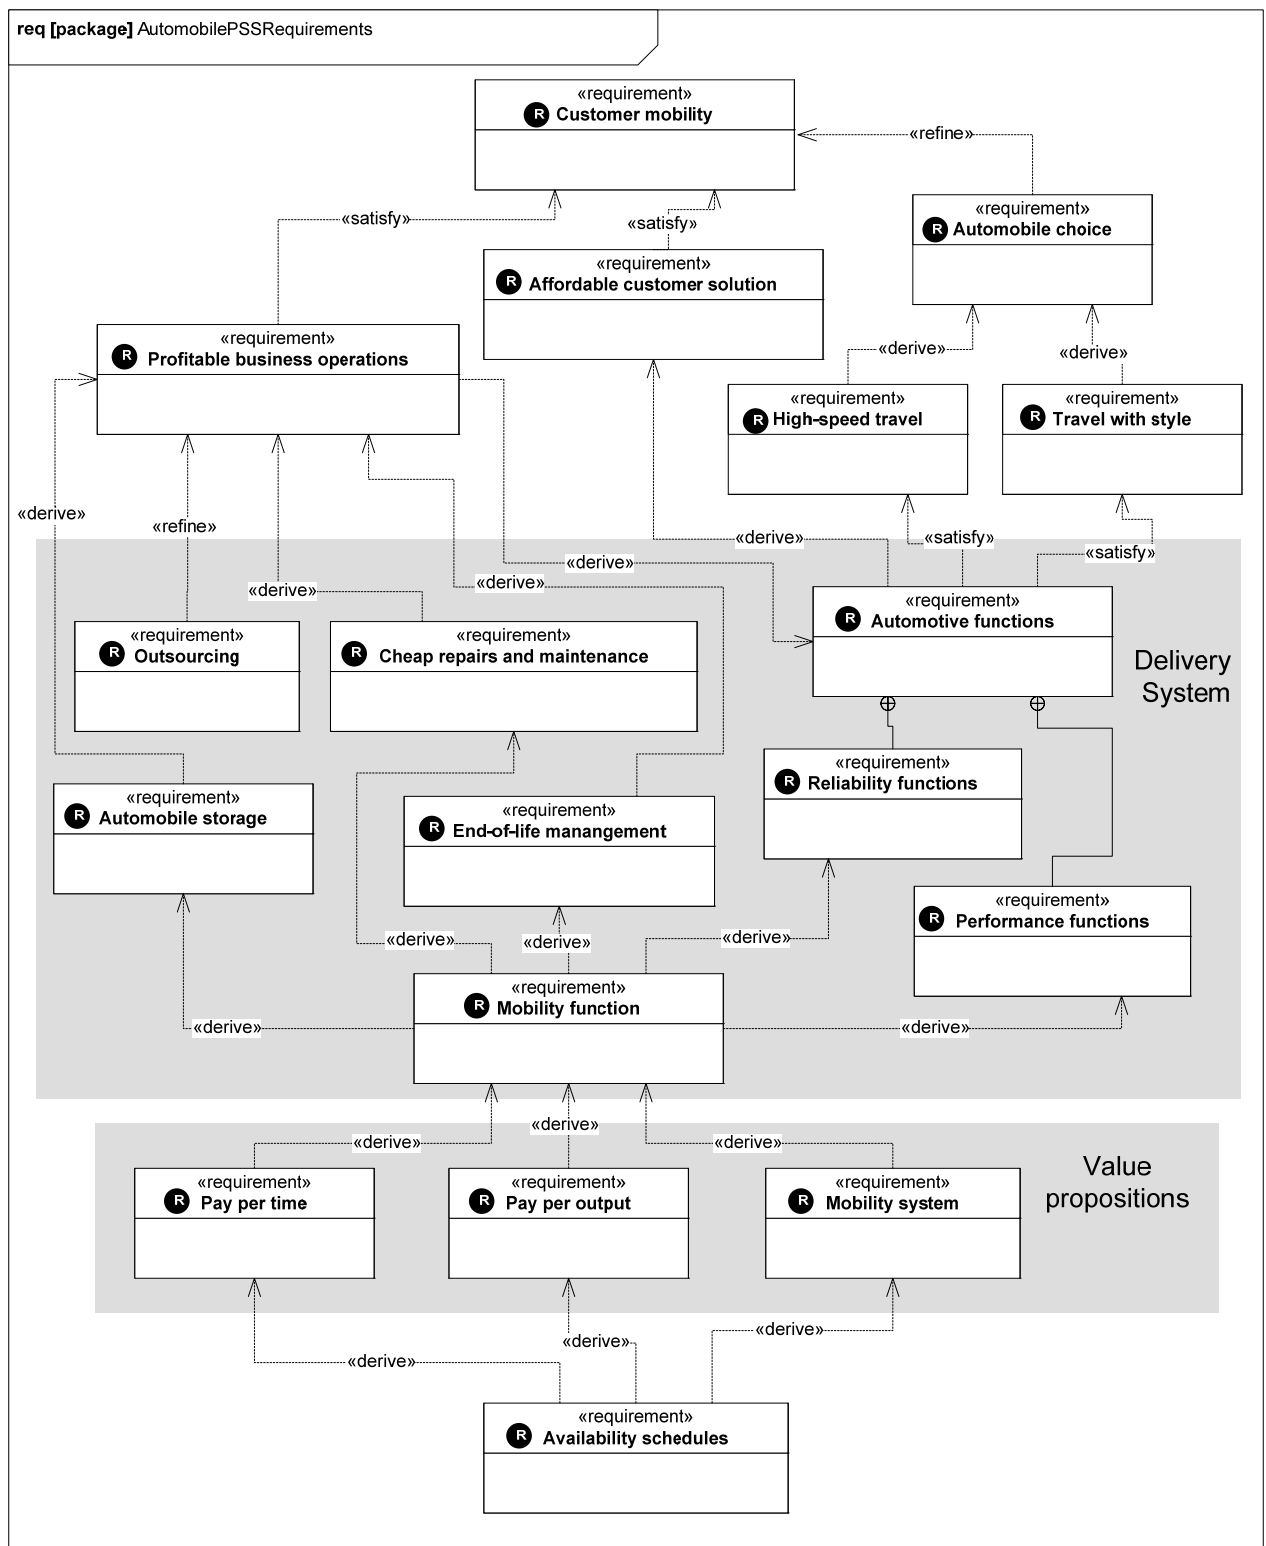 req [package] AutomobilePSSRequirements
«requirement»
R Customer mobility
«refine»
«requirement»
R Automobile choice
«satisfy»
«satisfy»
«requirement»
R Affordable customer solution
«requirement»
R Profitable business operations
«derive»
«derive»
«requirement»
R High-speed travel
«requirement»
R Travel with style
«derive»
«refine»
«derive»
«satisfy»
«satisfy»
«derive»
«derive»
«derive»
«requirement»
R Automotive functions
«requirement»
R Outsourcing
«requirement»
R Cheap repairs and maintenance
Delivery
System
«requirement»
R Reliability functions
«requirement»
R Automobile storage
«requirement»
R End-of-life manangement
«requirement»
R Performance functions
«derive»
«derive»
«derive»
«requirement»
R Mobility function
«derive»
«derive»
«derive»
«derive»
«derive»
Value
propositions
«requirement»
R Pay per time
«requirement»
R Pay per output
«requirement»
R Mobility system
«derive»
«derive»
«derive»
«requirement»
R Availability schedules